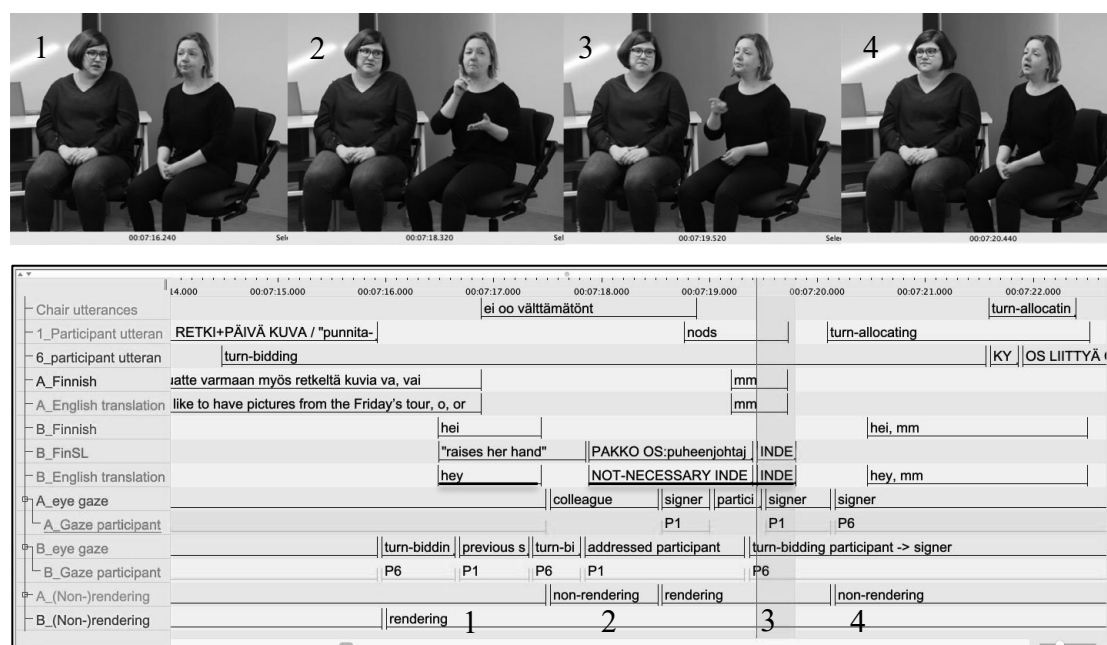 1 2 3 4
00:07:16.240 Sele 00:07:18.320 Sel 00:07:19.520 Sele 00:07:20.440
14.000 00:07:15.000 00:07:16.000 00:07:17.000 00:07:18.000 00:07:19.000 00:07:20.000 00:07:21.000 00:07:22.000
Chair utterances ei oo välttämätönt turn-allocatin
1_Participant utteran RETKI+PÄIVÄ KUVA / "punnita- nods turn-allocating
6_participant utteran turn-bidding KY OS LIITTYÄ
A_Finnish uatte varmaan myös retkeltä kuvia va, vai mm
A_English translation like to have pictures from the Friday's tour, o, or mm
B_Finnish hei hei, mm
B_FinSL "raises her hand" PAKKO OS:puheenjohtaj INDE
B_English translation hey NOT-NECESSARY INDE INDE hey, mm
A_eye gaze colleague signer partici signer signer
A_Gaze participant P1 P1 P6
B_eye gaze turn-biddin previous s turn-bi addressed participant turn-bidding participant -> signer
B_Gaze participant P6 P1 P6 P1 P6
A_(Non-)rendering non-rendering rendering non-rendering
B_(Non-)rendering rendering 1 2 3 4